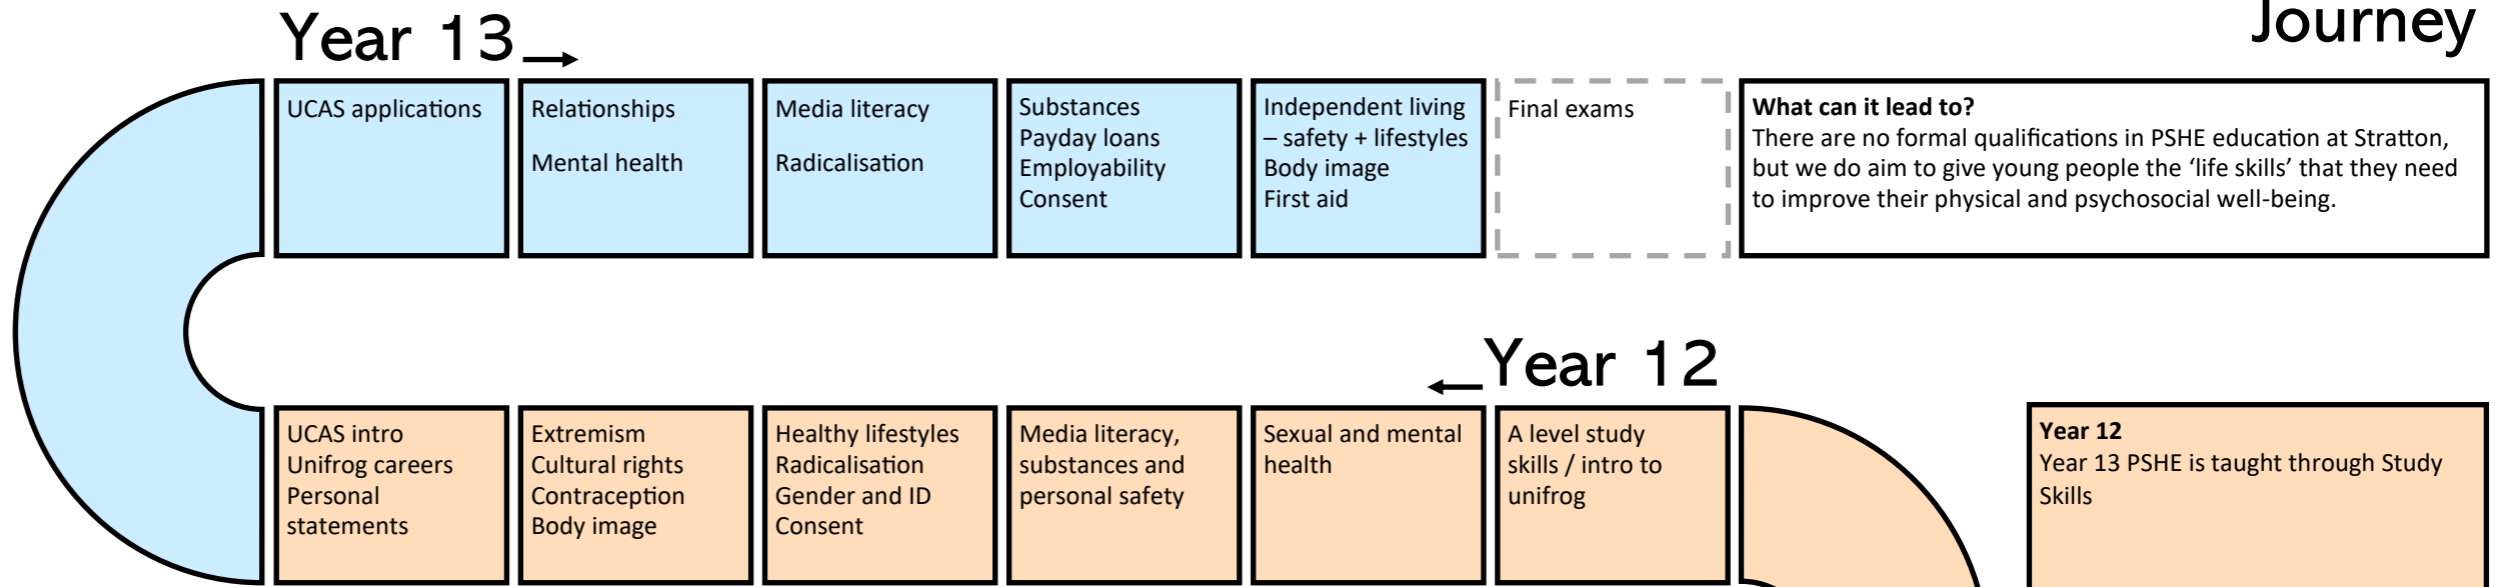 Journey
Year 13
UCAS applications
Relationships
Mental health
Media literacy
Radicalisation
Substances
Payday loans
Employability
Consent
Independent living
– safety + lifestyles
Body image
First aid
Final exams
What can it lead to?
There are no formal qualifications in PSHE education at Stratton,
but we do aim to give young people the ‘life skills’ that they need
to improve their physical and psychosocial well-being.
Year 12
UCAS intro
Unifrog careers
Personal
statements
Extremism
Cultural rights
Contraception
Body image
Healthy lifestyles
Radicalisation
Gender and ID
Consent
Media literacy,
substances and
personal safety
Sexual and mental
health
A level study
skills / intro to
unifrog
Year 12
Year 13 PSHE is taught through Study
Skills